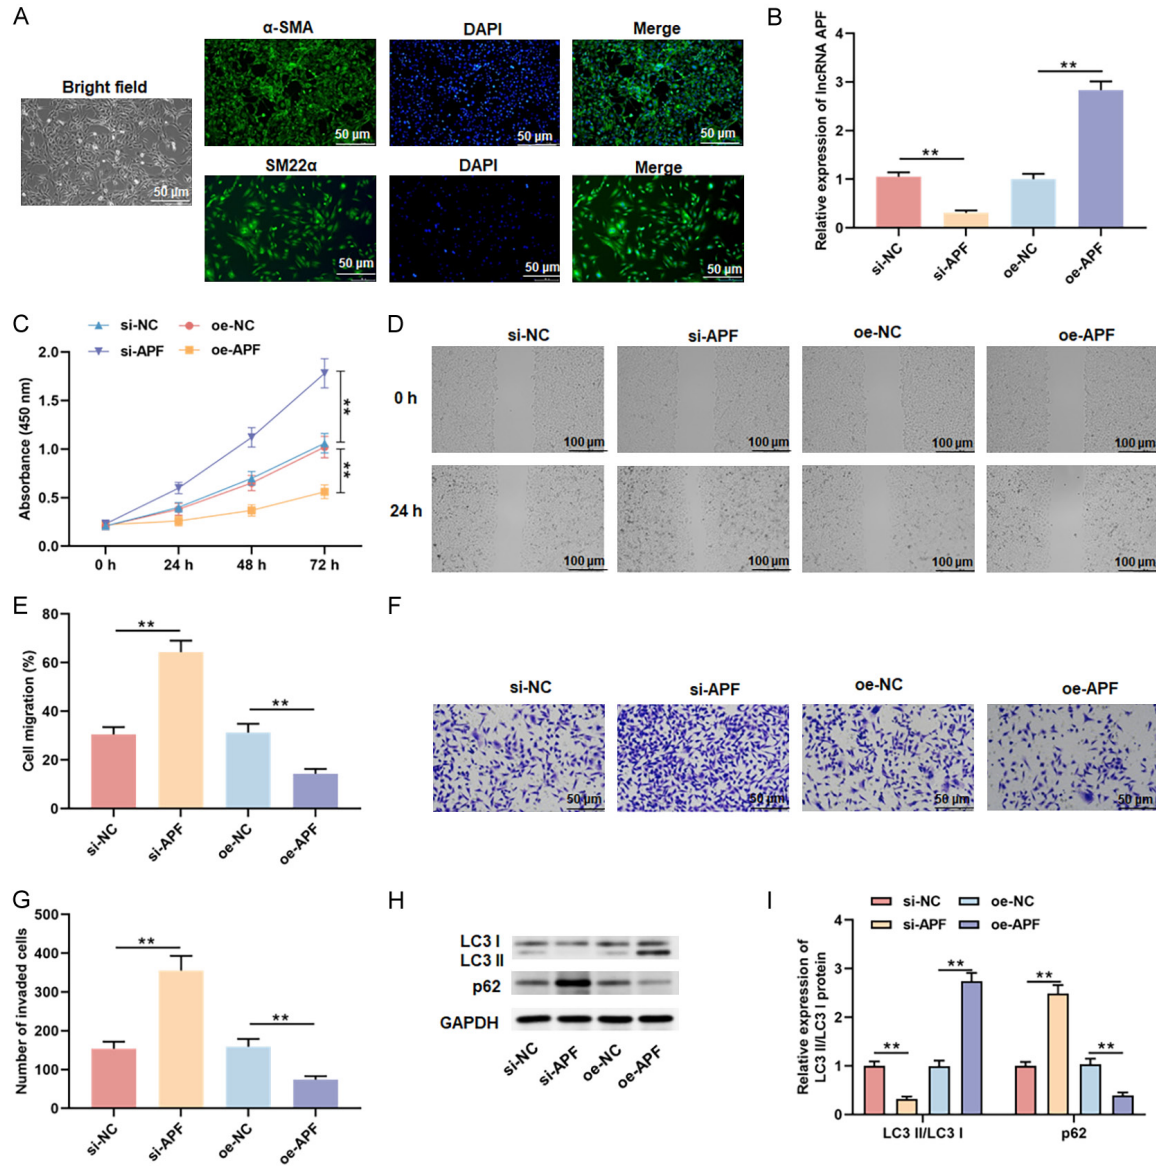 A
α-SMA
DAPI
Merge
Bright field
50 µm
50 µm
50 µm
50 µm
SM22α
DAPI
Merge
50 µm
50 µm
50 µm
B
Relative expression of lncRNA APF
4
3
2
1
0
**
**
si-NC
si-APF
oe-NC
oe-APF
C
si-NC
oe-NC
si-APF
oe-APF
Absorbance (450 nm)
2.0
1.5
1.0
0.5
0.0
**
**
0 h
24 h
48 h
72 h
D
si-NC
si-APF
oe-NC
oe-APF
0 h
100 µm
100 µm
100 µm
100 µm
24 h
100 µm
100 µm
100 µm
100 µm
E
Cell migration (%)
80
60
40
20
0
**
**
si-NC
si-APF
oe-NC
oe-APF
F
si-NC
si-APF
oe-NC
oe-APF
50 µm
50 µm
50 µm
50 µm
G
Number of invaded cells
500
400
300
200
100
0
**
**
si-NC
si-APF
oe-NC
oe-APF
H
LC3 I
LC3 II
p62
GAPDH
si-NC
si-APF
oe-NC
oe-APF
I
si-NC
oe-NC
si-APF
oe-APF
Relative expression of
LC3 II/LC3 I protein
4
3
2
1
0
**
**
**
**
LC3 II/LC3 I
p62